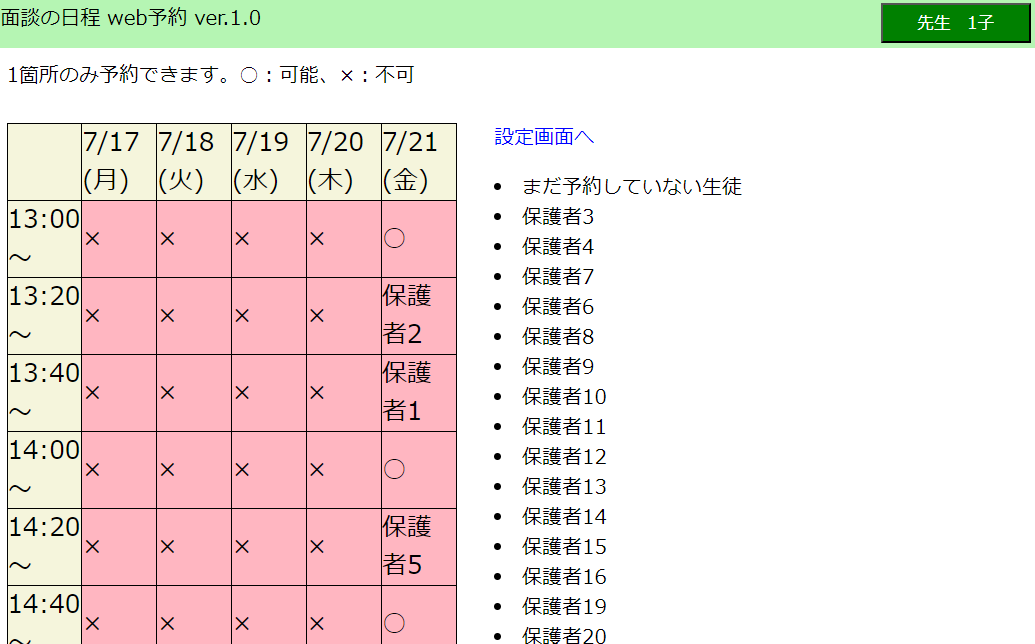 面談の日程 web予約 ver.1.0
先生　1子
1箇所のみ予約できます。〇：可能、×：不可
7/17 7/18 7/19 7/20 7/21
(月) (火) (水) (木) (金)
13:00～ × × × × 〇
13:20～ × × × × 保護者2
13:40～ × × × × 保護者1
14:00～ × × × × 〇
14:20～ × × × × 保護者5
14:40～ × × × × 〇
設定画面へ
まだ予約していない生徒
保護者3
保護者4
保護者7
保護者6
保護者8
保護者9
保護者10
保護者11
保護者12
保護者13
保護者14
保護者15
保護者16
保護者19
保護者20